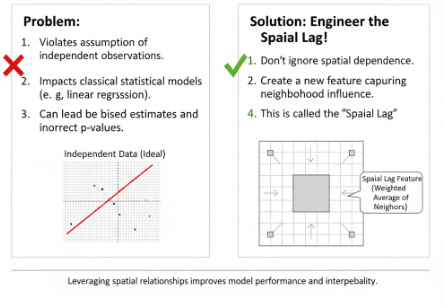 Problem:
1. Violates assumption of
independent observations.
2. Impacts classical statistical models
(e. g, linear regrsssion).
3. Can lead be bised estimates and
inorrect p-values.
Independent Data (Ideal)
Solution: Engineer the
Spaial Lag!
1. Don't ignore spatial dependence.
2. Create a new feature capuring
neighbohood influence.
4. This is called the "Spaial Lag"
Spaial Lag Feature
(Weighted
Average of
Neighors)
Leveraging spatial relationships improves model performance and interpebality.